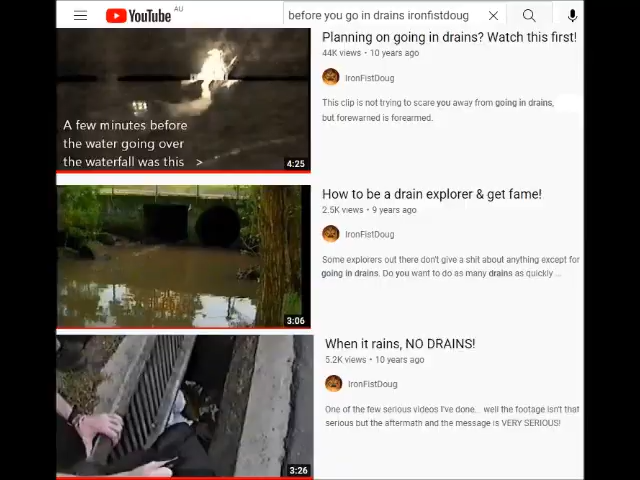 YouTube AU
before you go in drains ironfistdoug
Planning on going in drains? Watch this first!
44K views • 10 years ago
IronFistDoug
This clip is not trying to scare you away from going in drains,
but forewarned is forearmed.
A few minutes before
the water going over
the waterfall was this >
4:25
How to be a drain explorer & get fame!
2.5K views • 9 years ago
IronFistDoug
Some explorers out there don't give a shit about anything except for
going in drains. Do you want to do as many drains as quickly ...
3:06
When it rains, NO DRAINS!
5.2K views • 10 years ago
IronFistDoug
One of the few serious videos I've done... well the footage isn't that
serious but the aftermath and the message is VERY SERIOUS!
3:26